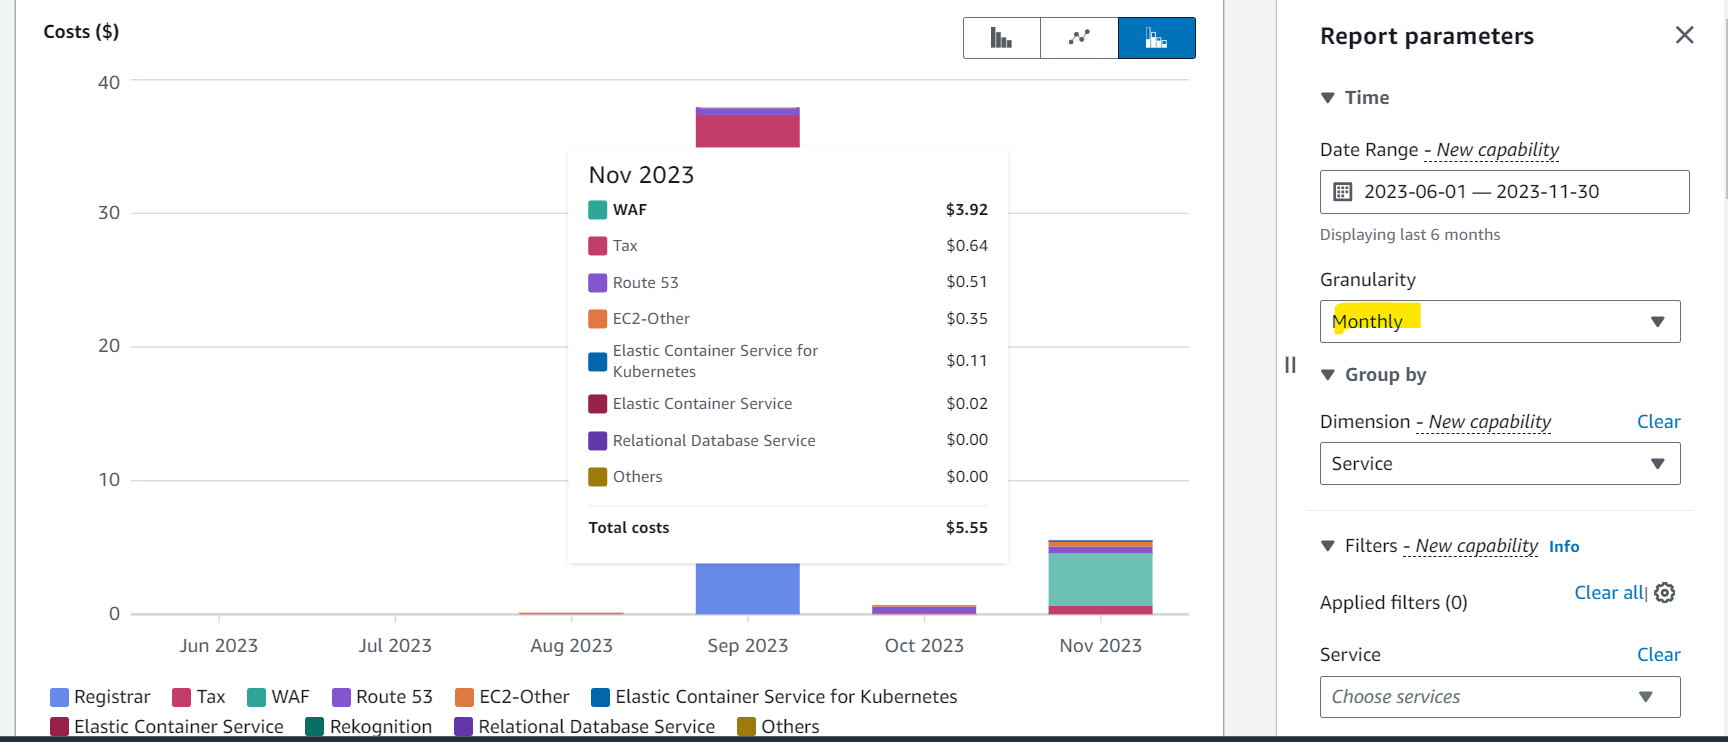 Costs ($)
40
30
20
10
0
Jun 2023
Jul 2023
Aug 2023
Sep 2023
Oct 2023
Nov 2023
Nov 2023
WAF $3.92
Tax $0.64
Route 53 $0.51
EC2-Other $0.35
Elastic Container Service for
Kubernetes $0.11
Elastic Container Service $0.02
Relational Database Service $0.00
Others $0.00
Total costs $5.55
Registrar Tax WAF Route 53 EC2-Other Elastic Container Service for Kubernetes
Elastic Container Service Rekognition Relational Database Service Others
Report parameters
Time
Date Range - New capability
2023-06-01 — 2023-11-30
Displaying last 6 months
Granularity
Monthly
Group by
Dimension - New capability Clear
Service
Filters - New capability Info
Applied filters (0) Clear all|
Service Clear
Choose services